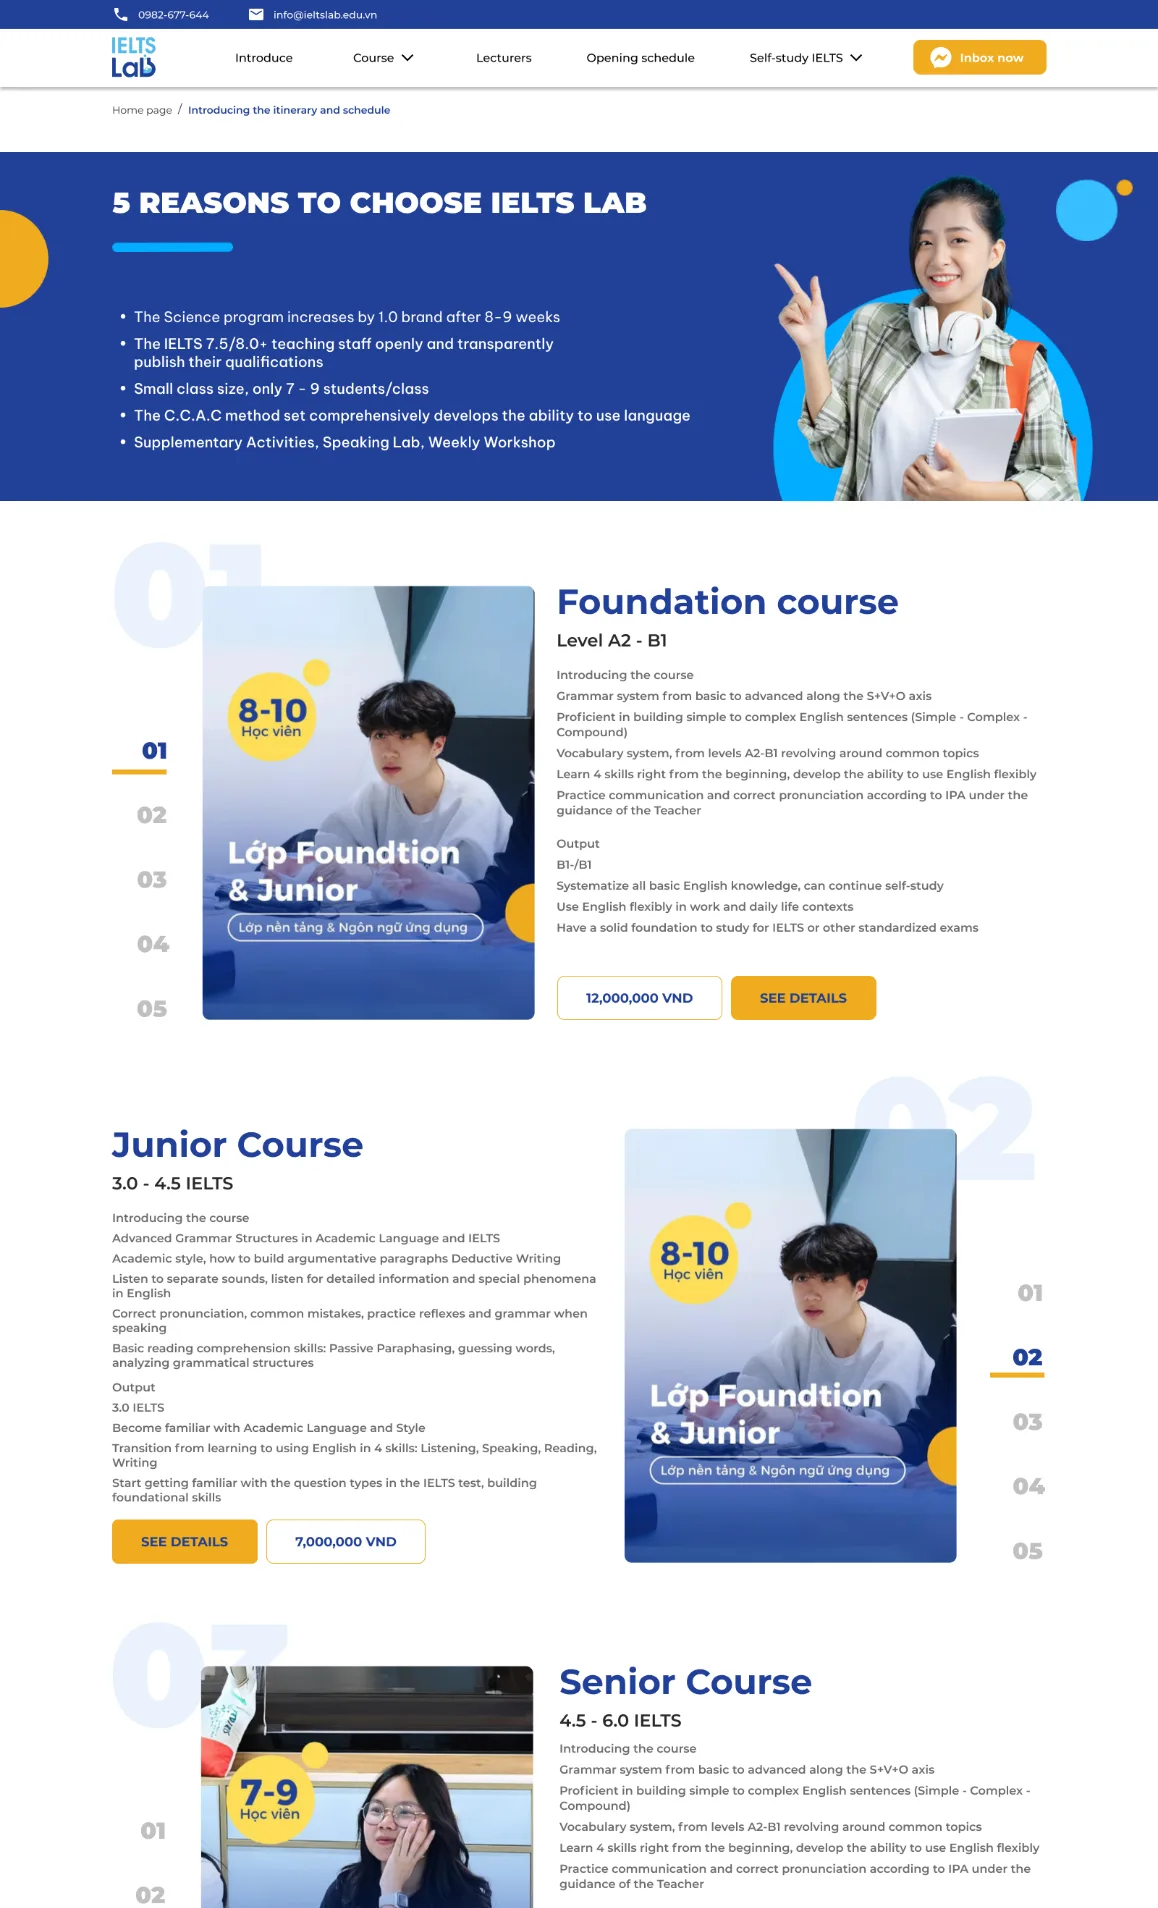 0982-677-644
info@ieltslab.edu.vn
IELTS
Lab
Introduce
Course
Lecturers
Opening schedule
Self-study IELTS
Inbox now
Home page / Introducing the itinerary and schedule
5 REASONS TO CHOOSE IELTS LAB
• The Science program increases by 1.0 brand after 8-9 weeks
• The IELTS 7.5/8.0+ teaching staff openly and transparently
publish their qualifications
• Small class size, only 7 - 9 students/class
• The C.C.A.C method set comprehensively develops the ability to use language
• Supplementary Activities, Speaking Lab, Weekly Workshop
01
01
02
03
04
05
8-10
Học viên
Lớp Foundtion
& Junior
Lớp nền tảng & Ngôn ngữ ứng dụng
Foundation course
Level A2 - B1
Introducing the course
Grammar system from basic to advanced along the S+V+O axis
Proficient in building simple to complex English sentences (Simple - Complex -
Compound)
Vocabulary system, from levels A2-B1 revolving around common topics
Learn 4 skills right from the beginning, develop the ability to use English flexibly
Practice communication and correct pronunciation according to IPA under the
guidance of the Teacher
Output
B1-/B1
Systematize all basic English knowledge, can continue self-study
Use English flexibly in work and daily life contexts
Have a solid foundation to study for IELTS or other standardized exams
12,000,000 VND
SEE DETAILS
02
Junior Course
3.0 - 4.5 IELTS
Introducing the course
Advanced Grammar Structures in Academic Language and IELTS
Academic style, how to build argumentative paragraphs Deductive Writing
Listen to separate sounds, listen for detailed information and special phenomena
in English
Correct pronunciation, common mistakes, practice reflexes and grammar when
speaking
Basic reading comprehension skills: Passive Paraphasing, guessing words,
analyzing grammatical structures
Output
3.0 IELTS
Become familiar with Academic Language and Style
Transition from learning to using English in 4 skills: Listening, Speaking, Reading,
Writing
Start getting familiar with the question types in the IELTS test, building
foundational skills
SEE DETAILS
7,000,000 VND
8-10
Học viên
Lớp Foundtion
& Junior
Lớp nền tảng & Ngôn ngữ ứng dụng
01
02
03
04
05
03
01
02
7-9
Học viên
Senior Course
4.5 - 6.0 IELTS
Introducing the course
Grammar system from basic to advanced along the S+V+O axis
Proficient in building simple to complex English sentences (Simple - Complex -
Compound)
Vocabulary system, from levels A2-B1 revolving around common topics
Learn 4 skills right from the beginning, develop the ability to use English flexibly
Practice communication and correct pronunciation according to IPA under the
guidance of the Teacher